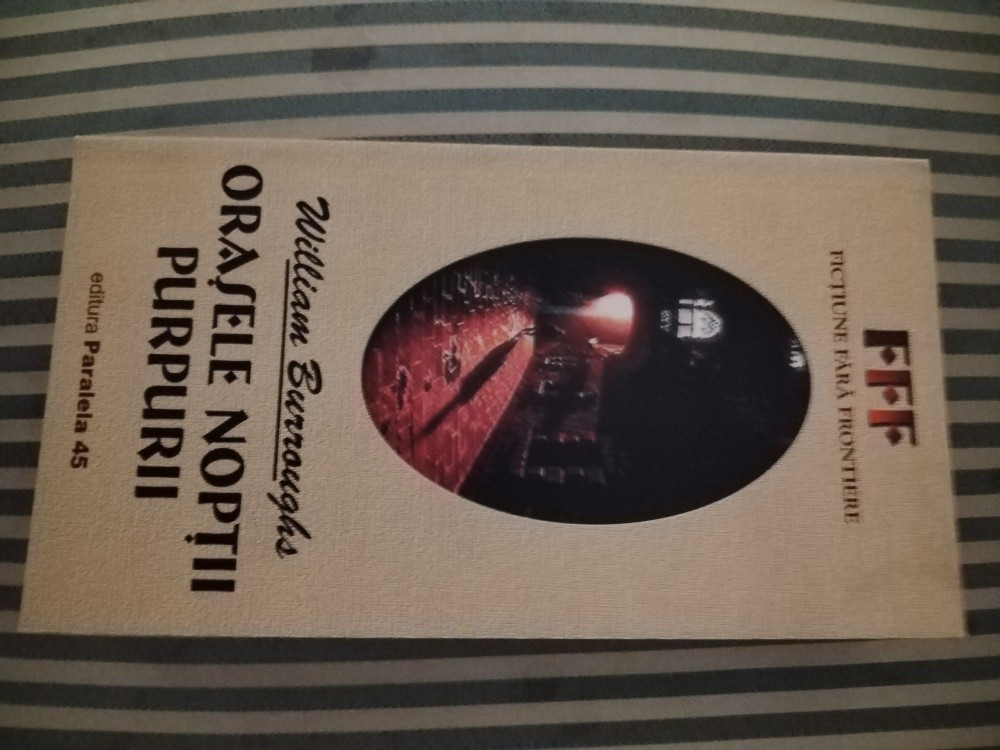 FFF
FICȚIUNE FĂRĂ FRONTIERE
William Burroughs
ORAȘELE NOPȚII
PURPURII
editura Paralela 45